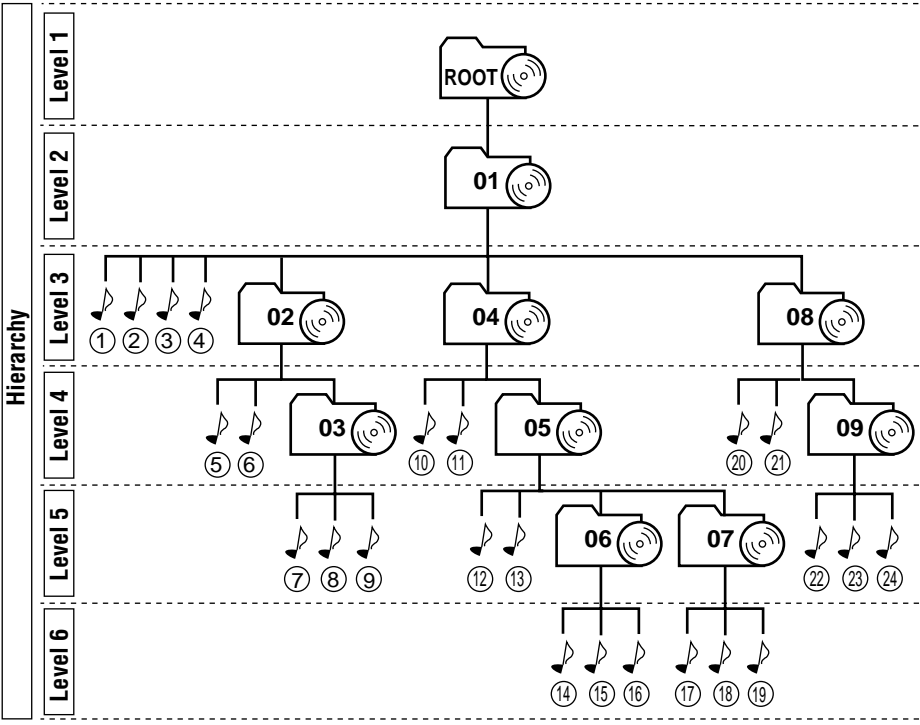 Hierarchy
Level 1
ROOT
Level 2
01
Level 3
① ② ③ ④
02
04
08
Level 4
⑤ ⑥
03
⑩ ⑪
05
⑳ ㉑
09
Level 5
⑦ ⑧ ⑨
⑫ ⑬
06
07
㉒ ㉓ ㉔
Level 6
⑭ ⑮ ⑯
⑰ ⑱ ⑲